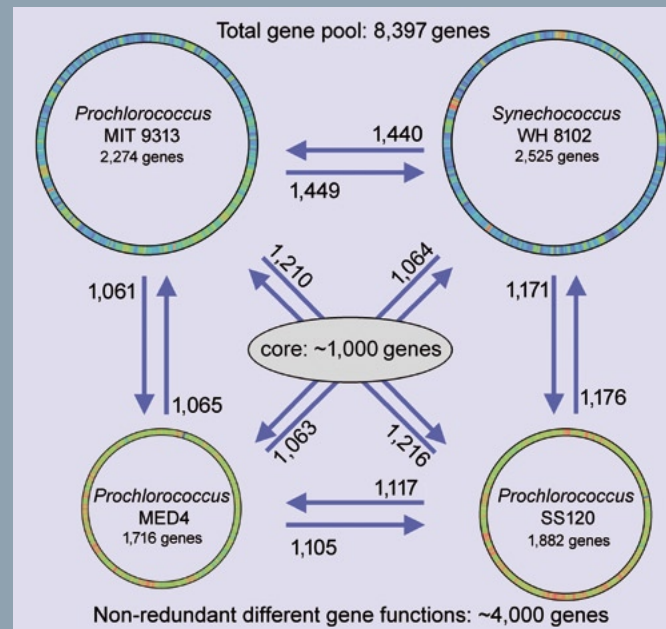 Total gene pool: 8,397 genes
Prochlorococcus
MIT 9313
2,274 genes
Synechococcus
WH 8102
2,525 genes
1,440
1,449
1,210
1,064
1,061
1,065
1,171
1,176
core: ~1,000 genes
1,063
1,216
Prochlorococcus
MED4
1,716 genes
1,117
1,105
Prochlorococcus
SS120
1,882 genes
Non-redundant different gene functions: ~4,000 genes